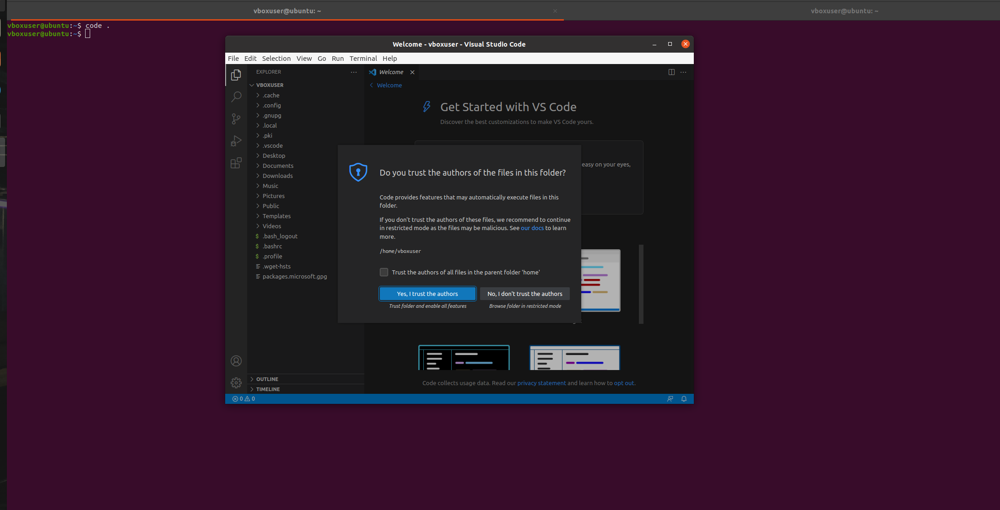 vboxuser@ubuntu: ~
vboxuser@ubuntu: ~
vboxuser@ubuntu:~$ code .
vboxuser@ubuntu:~$
Welcome - vboxuser - Visual Studio Code
File Edit Selection View Go Run Terminal Help
EXPLORER
Welcome
VBOXUSER
Welcome
.cache
.config
.gnupg
.local
.pki
.vscode
Desktop
Documents
Downloads
Music
Pictures
Public
Templates
Videos
$ .bash_logout
$ .bashrc
$ .profile
.wget-hsts
packages.microsoft.gpg
OUTLINE
TIMELINE
Get Started with VS Code
Discover the best customizations to make VS Code yours.
easy on your eyes,
Do you trust the authors of the files in this folder?
Code provides features that may automatically execute files in this
folder.
If you don't trust the authors of these files, we recommend to continue
in restricted mode as the files may be malicious. See our docs to learn
more.
/home/vboxuser
Trust the authors of all files in the parent folder 'home'
Yes, I trust the authors
No, I don't trust the authors
Trust folder and enable all features
Browse folder in restricted mode
Code collects usage data. Read our privacy statement and learn how to opt out.
0 0